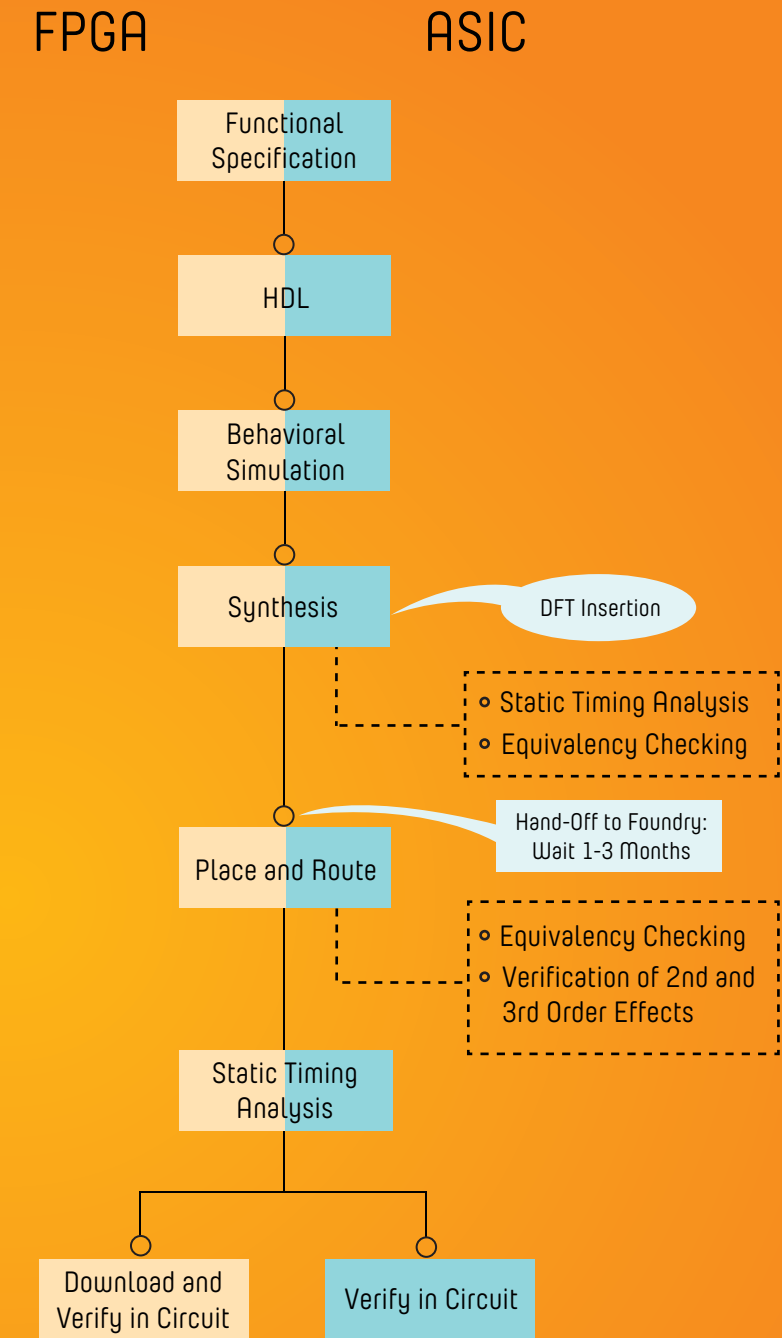 FPGA
ASIC
Functional
Specification
HDL
Behavioral
Simulation
Synthesis
DFT Insertion
Static Timing Analysis
Equivalency Checking
Hand-Off to Foundry:
Wait 1-3 Months
Place and Route
Equivalency Checking
Verification of 2nd and
3rd Order Effects
Static Timing
Analysis
Download and
Verify in Circuit
Verify in Circuit